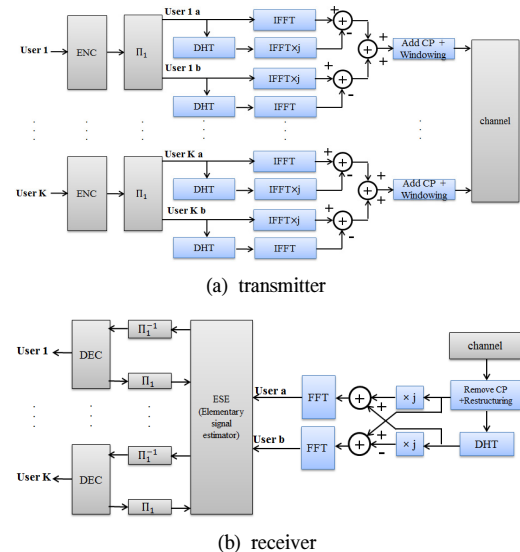 User 1 a
IFFT
+
-
User 1
ENC
Π1
DHT
IFFT×j
+
+
Add CP +
Windowing
User 1 b
IFFT×j
+
-
DHT
IFFT
channel
User K a
IFFT
+
-
User K
ENC
Π1
DHT
IFFT×j
+
+
Add CP +
Windowing
User K b
IFFT×j
+
-
DHT
IFFT
(a) transmitter
channel
User 1
DEC
Π1^-1
Π1
ESE
(Elementary
signal
estimator)
User a
FFT
+
+
× j
Remove CP
+Restructuring
User b
FFT
+
-
× j
DHT
User K
DEC
Π1^-1
Π1
(b) receiver